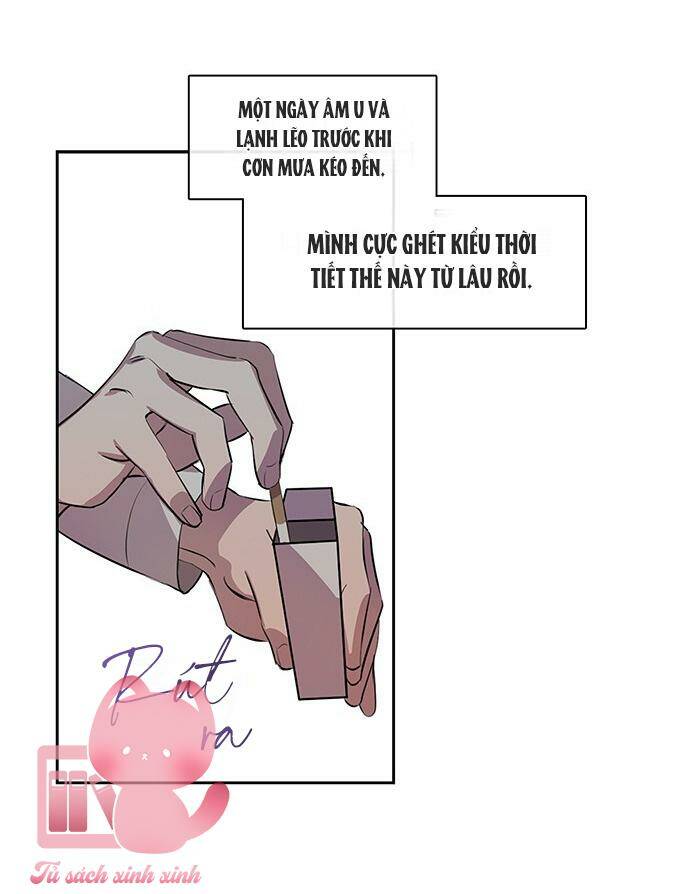 MỘT NGÀY ÂM U VÀ
LẠNH LẼO TRƯỚC KHI
CƠN MƯA KÉO ĐẾN.
MÌNH CỰC GHÉT KIỂU THỜI
TIẾT THẾ NÀY TỪ LÂU RỒI.
Rút
ra
Tủ sách xinh xinh